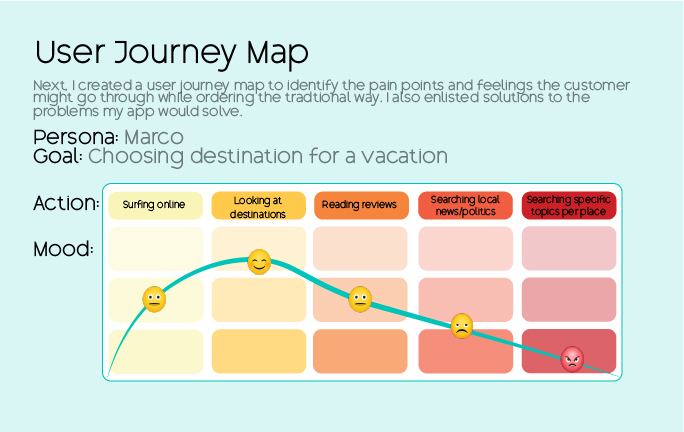 User Journey Map
Next, I created a user journey map to identify the pain points and feelings the customer
might go through while ordering the tradtional way. I also enlisted solutions to the
problems my app would solve.
Persona: Marco
Goal: Choosing destination for a vacation
Action:
Surfing online
Looking at
destinations
Reading reviews
Searching local
news/politics
Searching specific
topics per place
Mood: